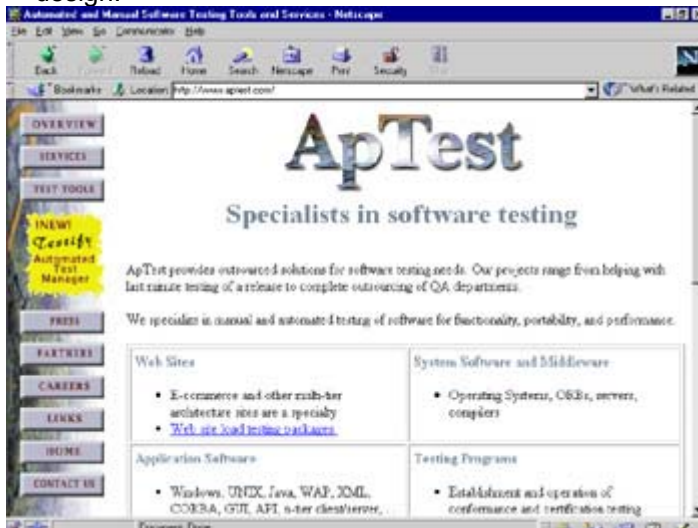 design.
Automated and Manual Software Testing Tools and Services - Netscape
File Edit View Go Communicator Help
Back Reload Home Search Netscape Print Security
Bookmarks Location: http://www.aptest.com/ What's Related
OVERVIEW
SERVICES
TEST TOOLS
!NEW!
Testify
Automated
Test
Manager
PRESS
PARTNERS
CAREERS
LINKS
HOME
CONTACT US
ApTest
Specialists in software testing
ApTest provides outsourced solutions for software testing needs. Our projects range from helping with
last minute testing of a release to complete outsourcing of QA departments.
We specialize in manual and automated testing of software for functionality, portability, and performance.
Web Sites
• E-commerce and other multi-tier
architecture sites are a specialty
• Web site load testing packages.
System Software and Middleware
• Operating Systems, ORBs, servers,
compilers
Application Software
• Windows, UNIX, Java, WAP, XML,
CORBA, GUI, API, n-tier client/server,
Testing Programs
• Establishment and operation of
conformance and certification testing
Document: Done